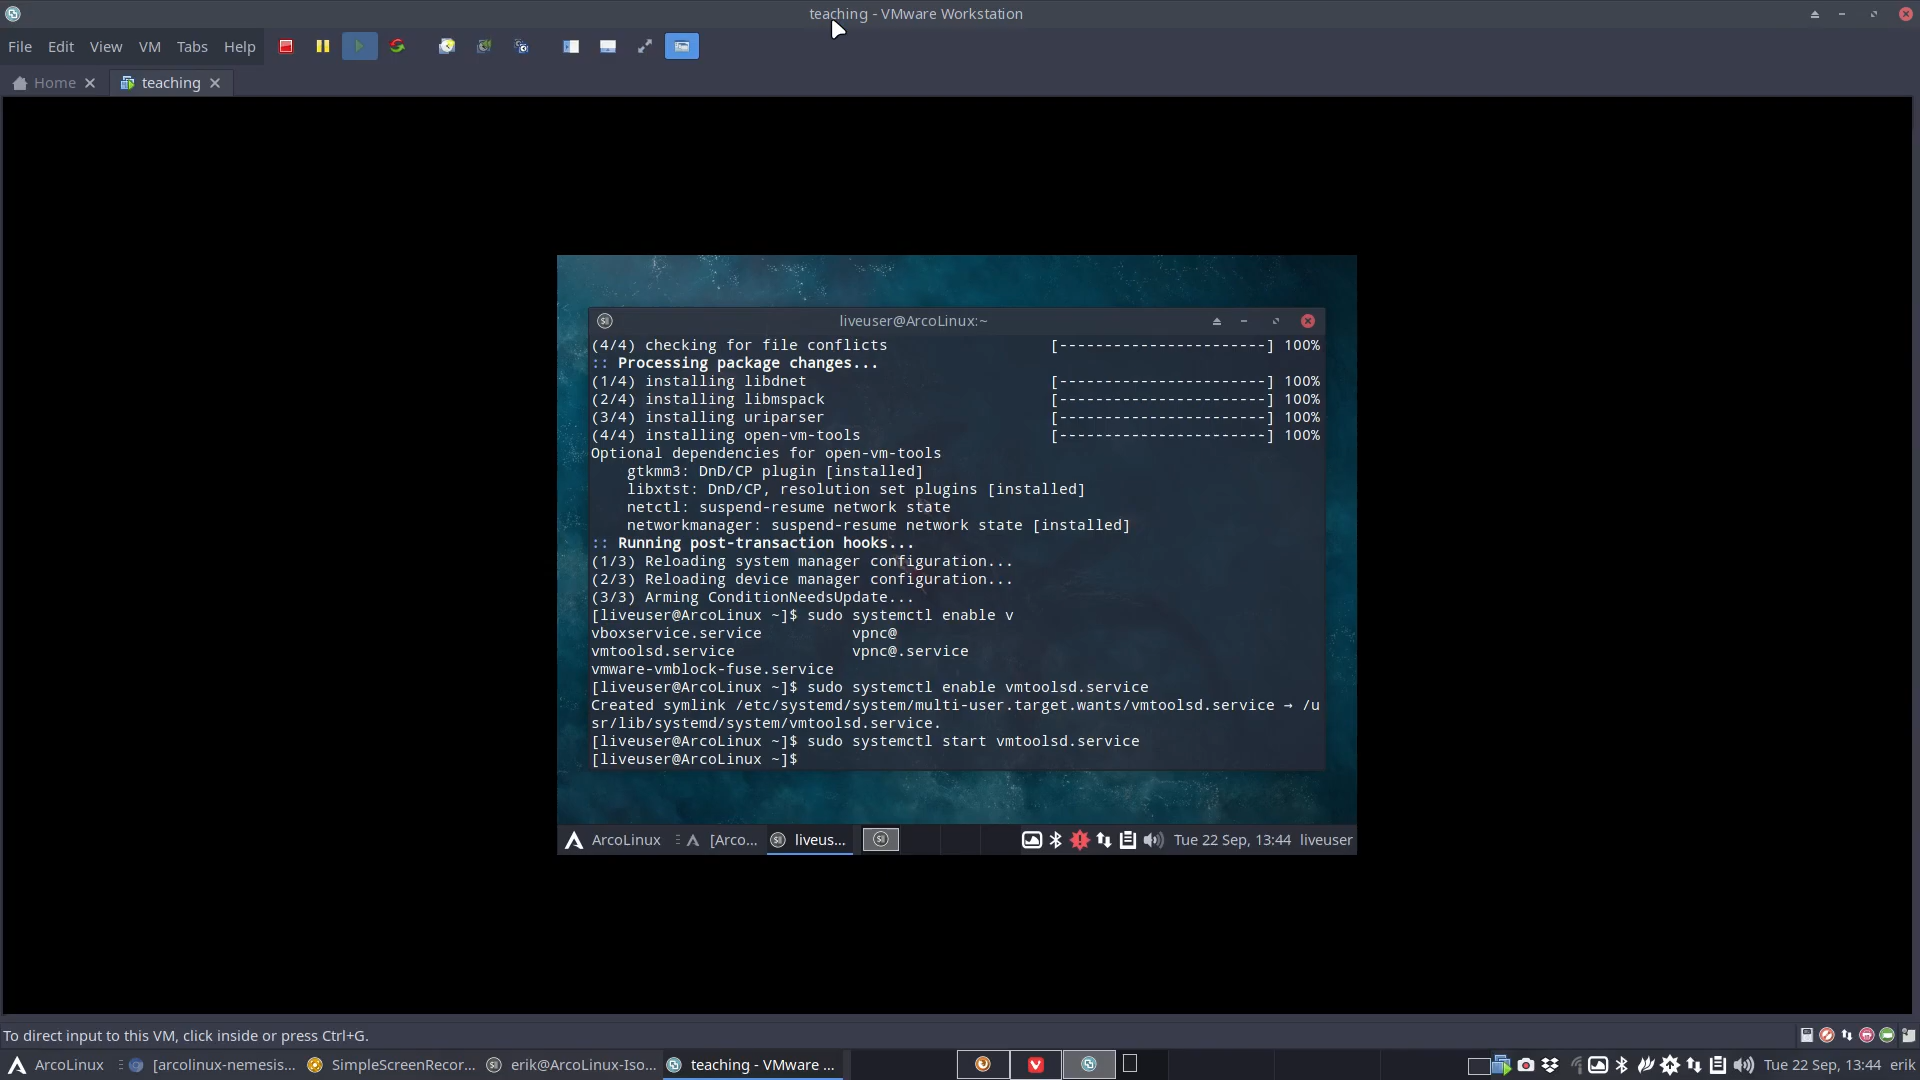 teaching - VMware Workstation
File Edit View VM Tabs Help
Home teaching
liveuser@ArcoLinux:~
(4/4) checking for file conflicts [-----------------------] 100%
:: Processing package changes...
(1/4) installing libdnet [-----------------------] 100%
(2/4) installing libmspack [-----------------------] 100%
(3/4) installing uriparser [-----------------------] 100%
(4/4) installing open-vm-tools [-----------------------] 100%
Optional dependencies for open-vm-tools
gtkmm3: DnD/CP plugin [installed]
libxtst: DnD/CP, resolution set plugins [installed]
netctl: suspend-resume network state
networkmanager: suspend-resume network state [installed]
:: Running post-transaction hooks...
(1/3) Reloading system manager configuration...
(2/3) Reloading device manager configuration...
(3/3) Arming ConditionNeedsUpdate...
[liveuser@ArcoLinux ~]$ sudo systemctl enable v
vboxservice.service vpnc@
vmtoolsd.service vpnc@.service
vmware-vmblock-fuse.service
[liveuser@ArcoLinux ~]$ sudo systemctl enable vmtoolsd.service
Created symlink /etc/systemd/system/multi-user.target.wants/vmtoolsd.service → /u
sr/lib/systemd/system/vmtoolsd.service.
[liveuser@ArcoLinux ~]$ sudo systemctl start vmtoolsd.service
[liveuser@ArcoLinux ~]$
ArcoLinux [Arco... liveus... Tue 22 Sep, 13:44 liveuser
To direct input to this VM, click inside or press Ctrl+G.
ArcoLinux [arcolinux-nemesis... SimpleScreenRecor... erik@ArcoLinux-Iso... teaching - VMware ... Tue 22 Sep, 13:44 erik